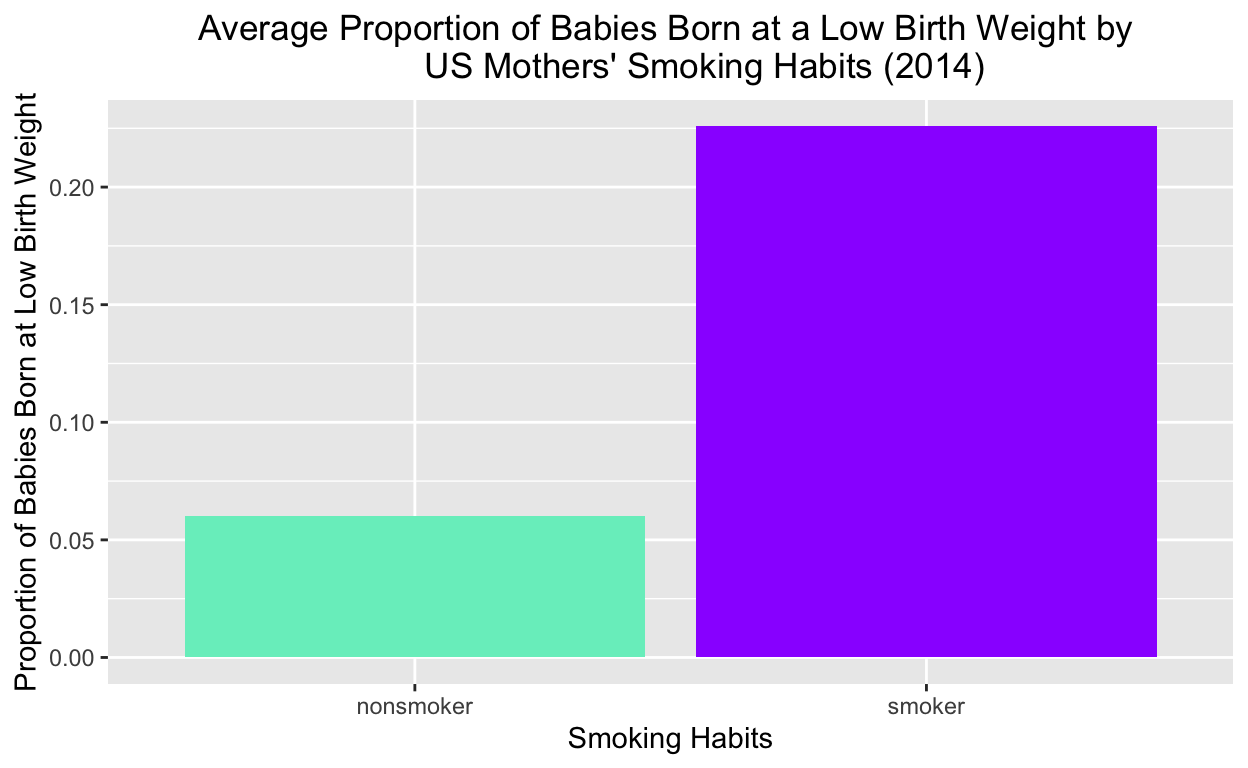 Average Proportion of Babies Born at a Low Birth Weight by
US Mothers' Smoking Habits (2014)
Proportion of Babies Born at Low Birth Weight
0.20
0.15
0.10
0.05
0.00
nonsmoker
smoker
Smoking Habits